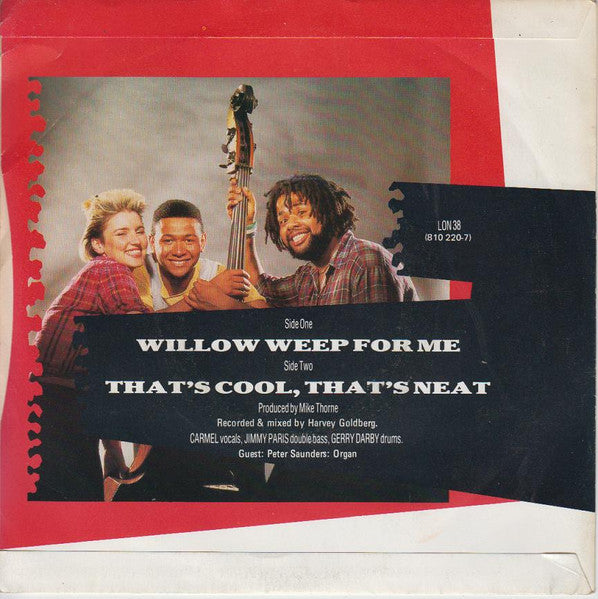 LON 38
(810 220-7)
Side One
WILLOW WEEP FOR ME
Side Two
THAT'S COOL, THAT'S NEAT
Produced by Mike Thorne
Recorded & mixed by Harvey Goldberg.
CARMEL vocals, JIMMY PARIS double bass, GERRY DARBY drums.
Guest: Peter Saunders: Organ